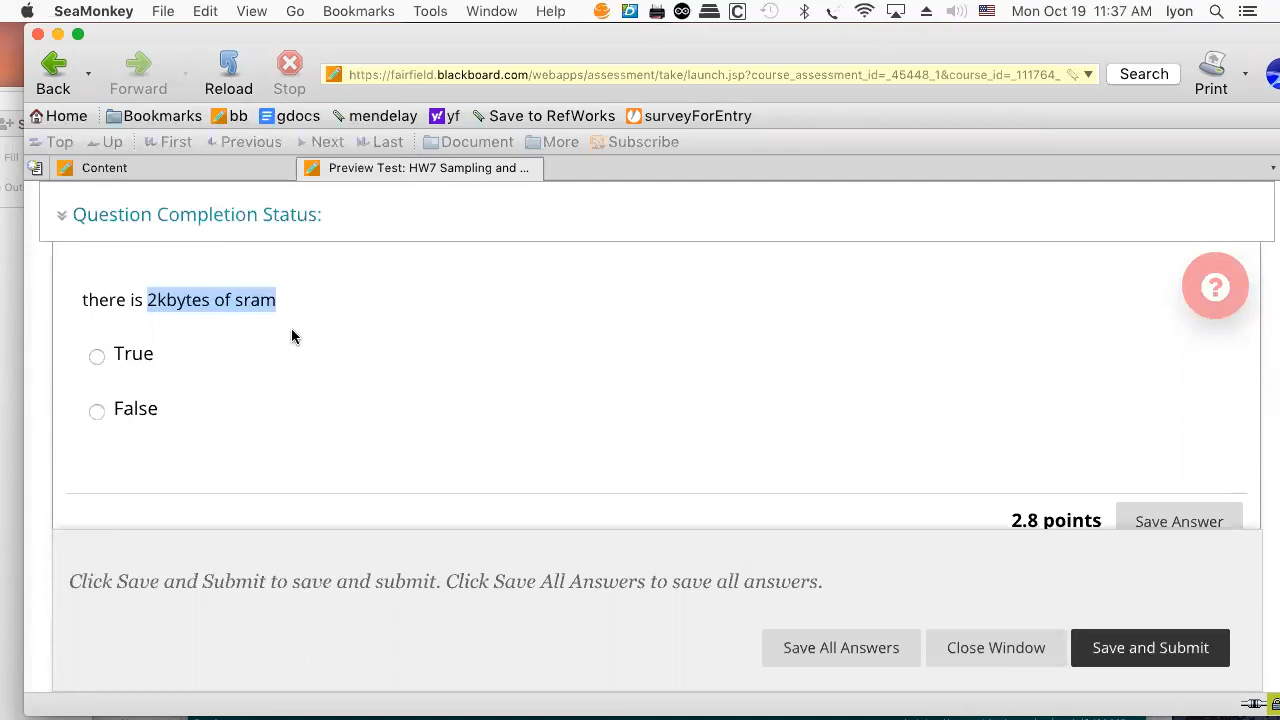 SeaMonkey File Edit View Go Bookmarks Tools Window Help Mon Oct 19 11:37 AM lyon
Back Forward Reload Stop https://fairfield.blackboard.com/webapps/assessment/take/launch.jsp?course_assessment_id=_45448_1&course_id=_111764_ Search Print
Home Bookmarks bb gdocs mendelay yf Save to RefWorks surveyForEntry
Top Up First Previous Next Last Document More Subscribe
Content Preview Test: HW7 Sampling and ...
Question Completion Status:
there is 2kbytes of sram
True
False
2.8 points Save Answer
Click Save and Submit to save and submit. Click Save All Answers to save all answers.
Save All Answers Close Window Save and Submit